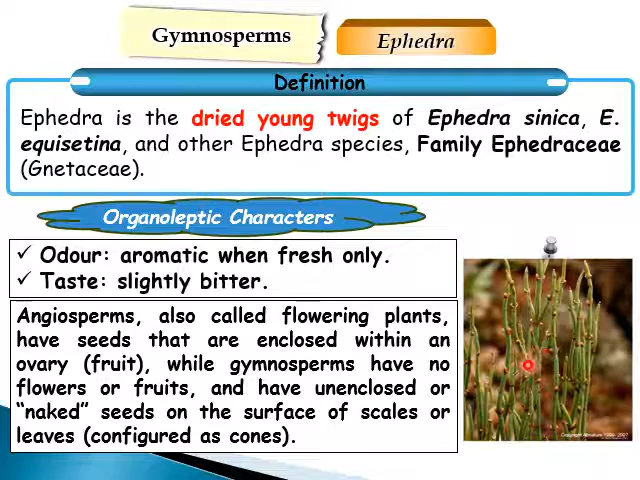 Gymnosperms
Ephedra
Definition
Ephedra is the dried young twigs of Ephedra sinica, E.
equisetina, and other Ephedra species, Family Ephedraceae
(Gnetaceae).
Organoleptic Characters
✓ Odour: aromatic when fresh only.
✓ Taste: slightly bitter.
Angiosperms, also called flowering plants,
have seeds that are enclosed within an
ovary (fruit), while gymnosperms have no
flowers or fruits, and have unenclosed or
“naked” seeds on the surface of scales or
leaves (configured as cones).